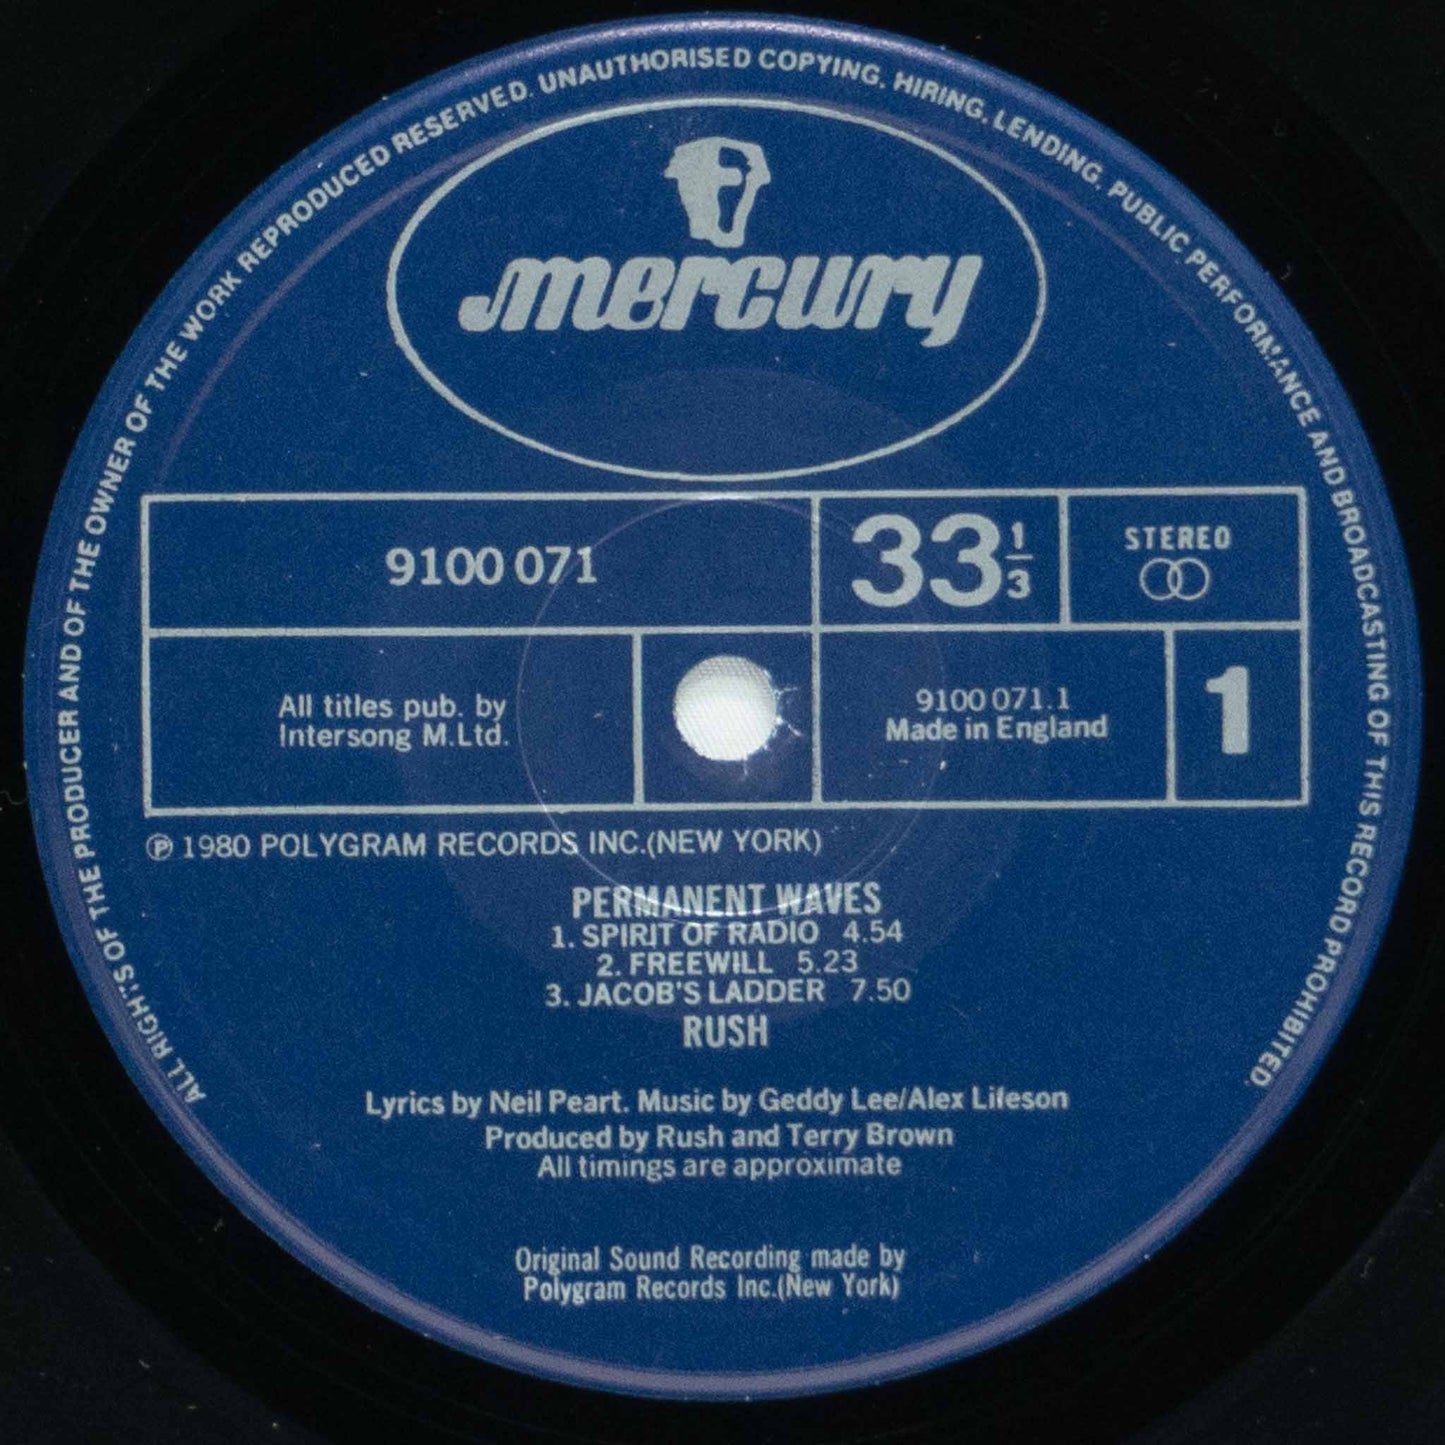 ALL RIGHTS OF THE PRODUCER AND OF THE OWNER OF THE WORK REPRODUCED RESERVED. UNAUTHORISED COPYING, HIRING, LENDING, PUBLIC PERFORMANCE AND BROADCASTING OF THIS RECORD PROHIBITED.
mercury
9100 071
33 1/3
STEREO
All titles pub. by
Intersong M.Ltd.
9100 071.1
Made in England
1
℗ 1980 POLYGRAM RECORDS INC.(NEW YORK)
PERMANENT WAVES
1. SPIRIT OF RADIO 4.54
2. FREEWILL 5.23
3. JACOB'S LADDER 7.50
RUSH
Lyrics by Neil Peart. Music by Geddy Lee/Alex Lifeson
Produced by Rush and Terry Brown
All timings are approximate
Original Sound Recording made by
Polygram Records Inc.(New York)